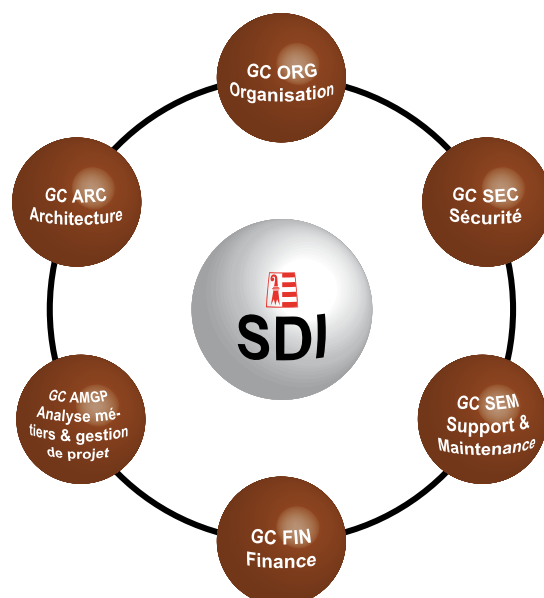 GC ORG
Organisation
GC ARC
Architecture
GC SEC
Sécurité
SDI
GC AMGP
Analyse mé-
tiers & gestion
de projet
GC SEM
Support &
Maintenance
GC FIN
Finance